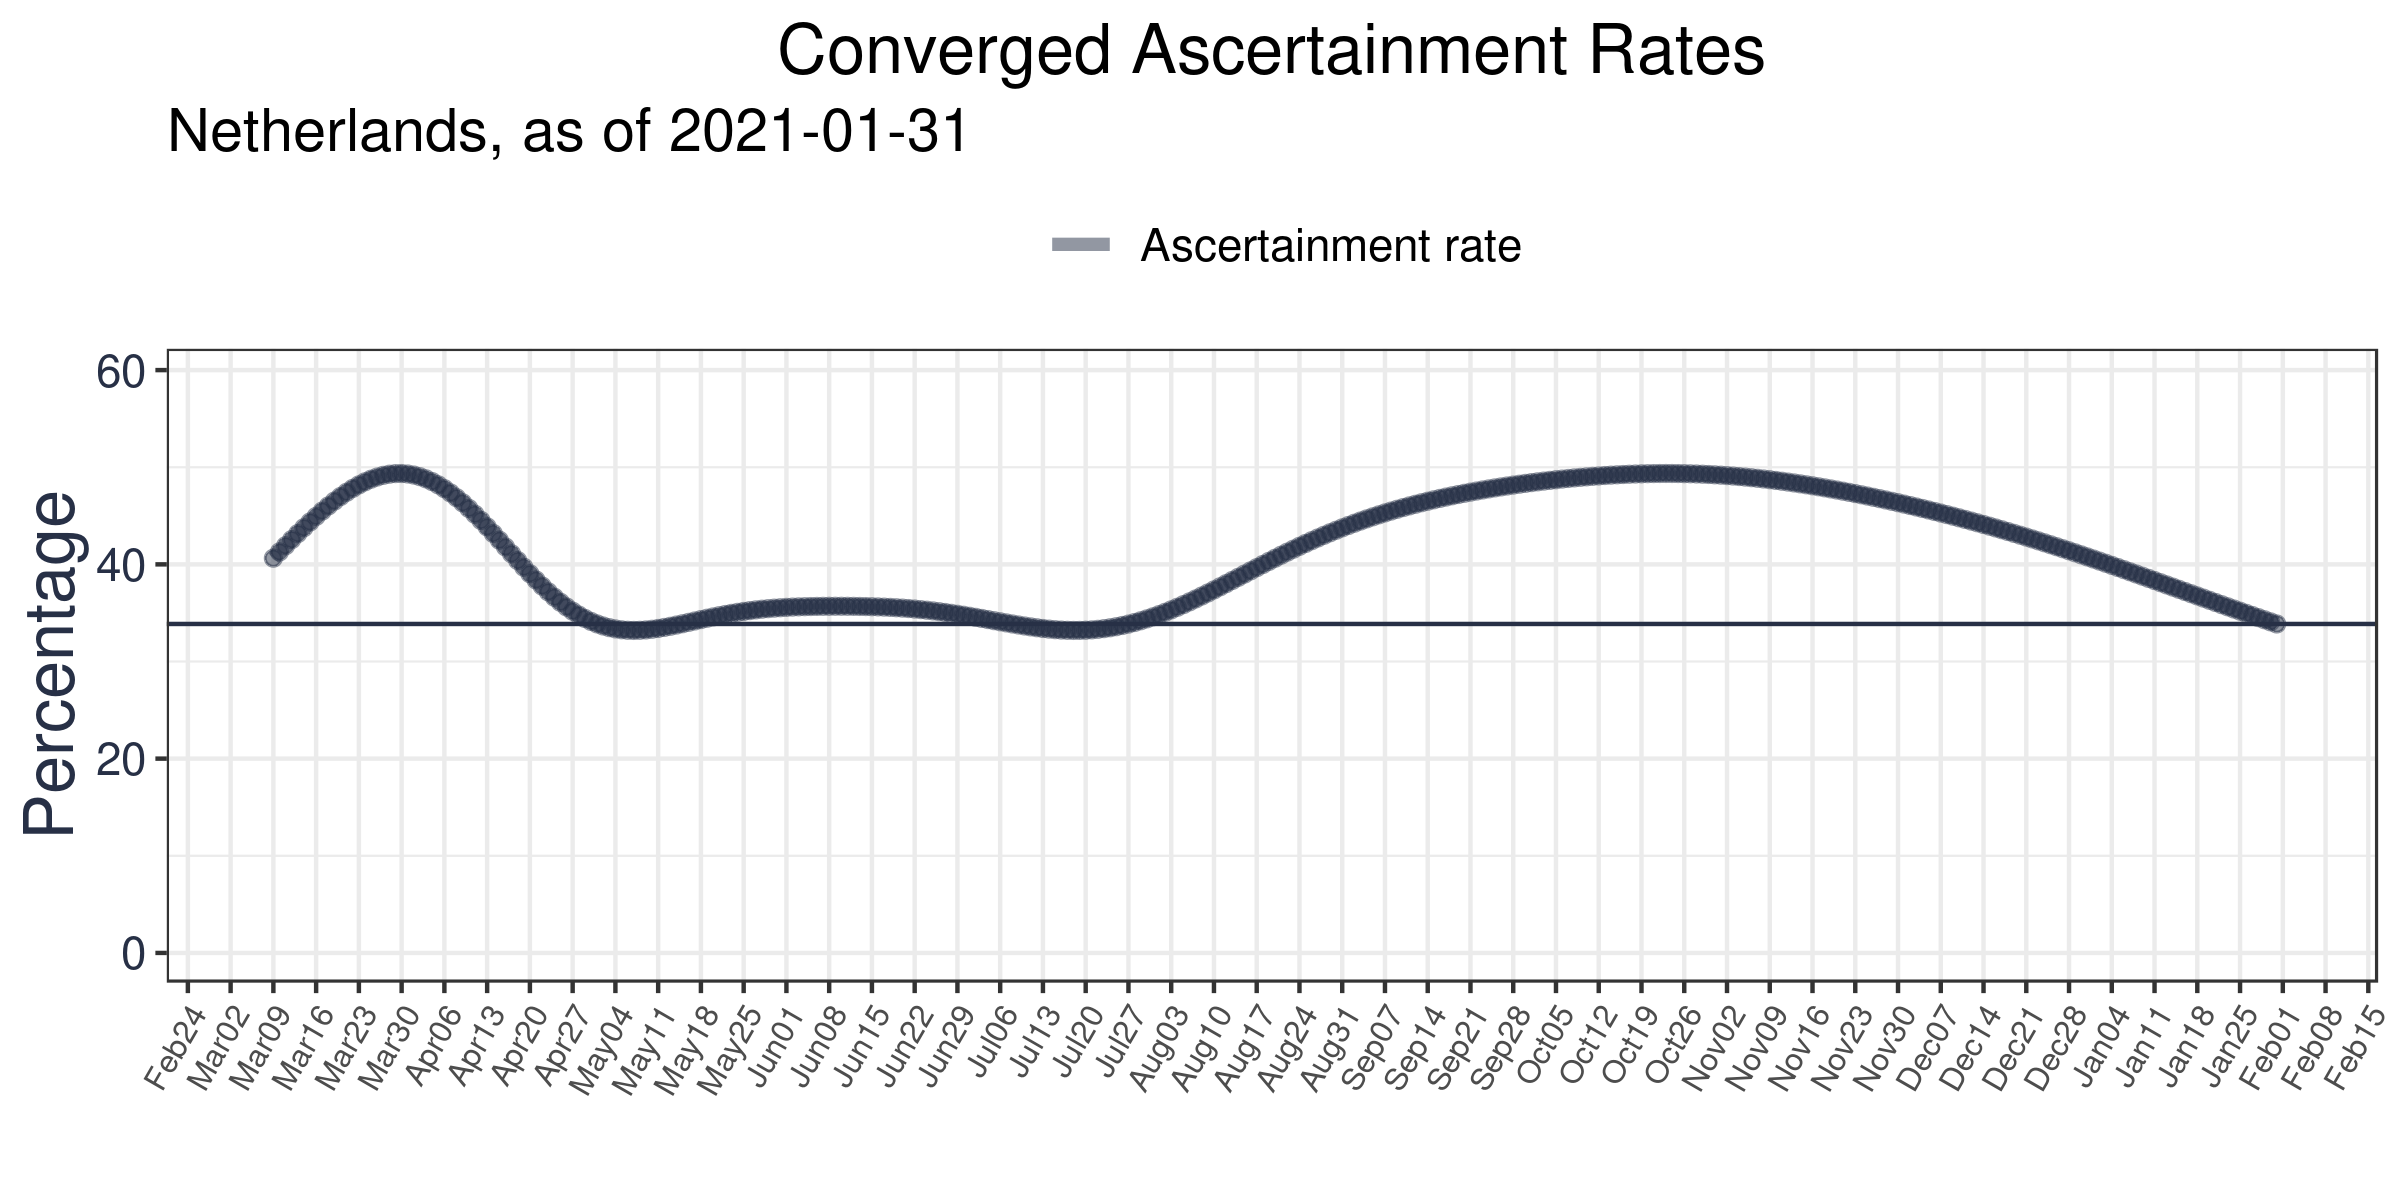 Converged Ascertainment Rates
Netherlands, as of 2021-01-31
Ascertainment rate
Percentage
60
40
20
0
Feb24
Mar02
Mar09
Mar16
Mar23
Mar30
Apr06
Apr13
Apr20
Apr27
May04
May11
May18
May25
Jun01
Jun08
Jun15
Jun22
Jun29
Jul06
Jul13
Jul20
Jul27
Aug03
Aug10
Aug17
Aug24
Aug31
Sep07
Sep14
Sep21
Sep28
Oct05
Oct12
Oct19
Oct26
Nov02
Nov09
Nov16
Nov23
Nov30
Dec07
Dec14
Dec21
Dec28
Jan04
Jan11
Jan18
Jan25
Feb01
Feb08
Feb15